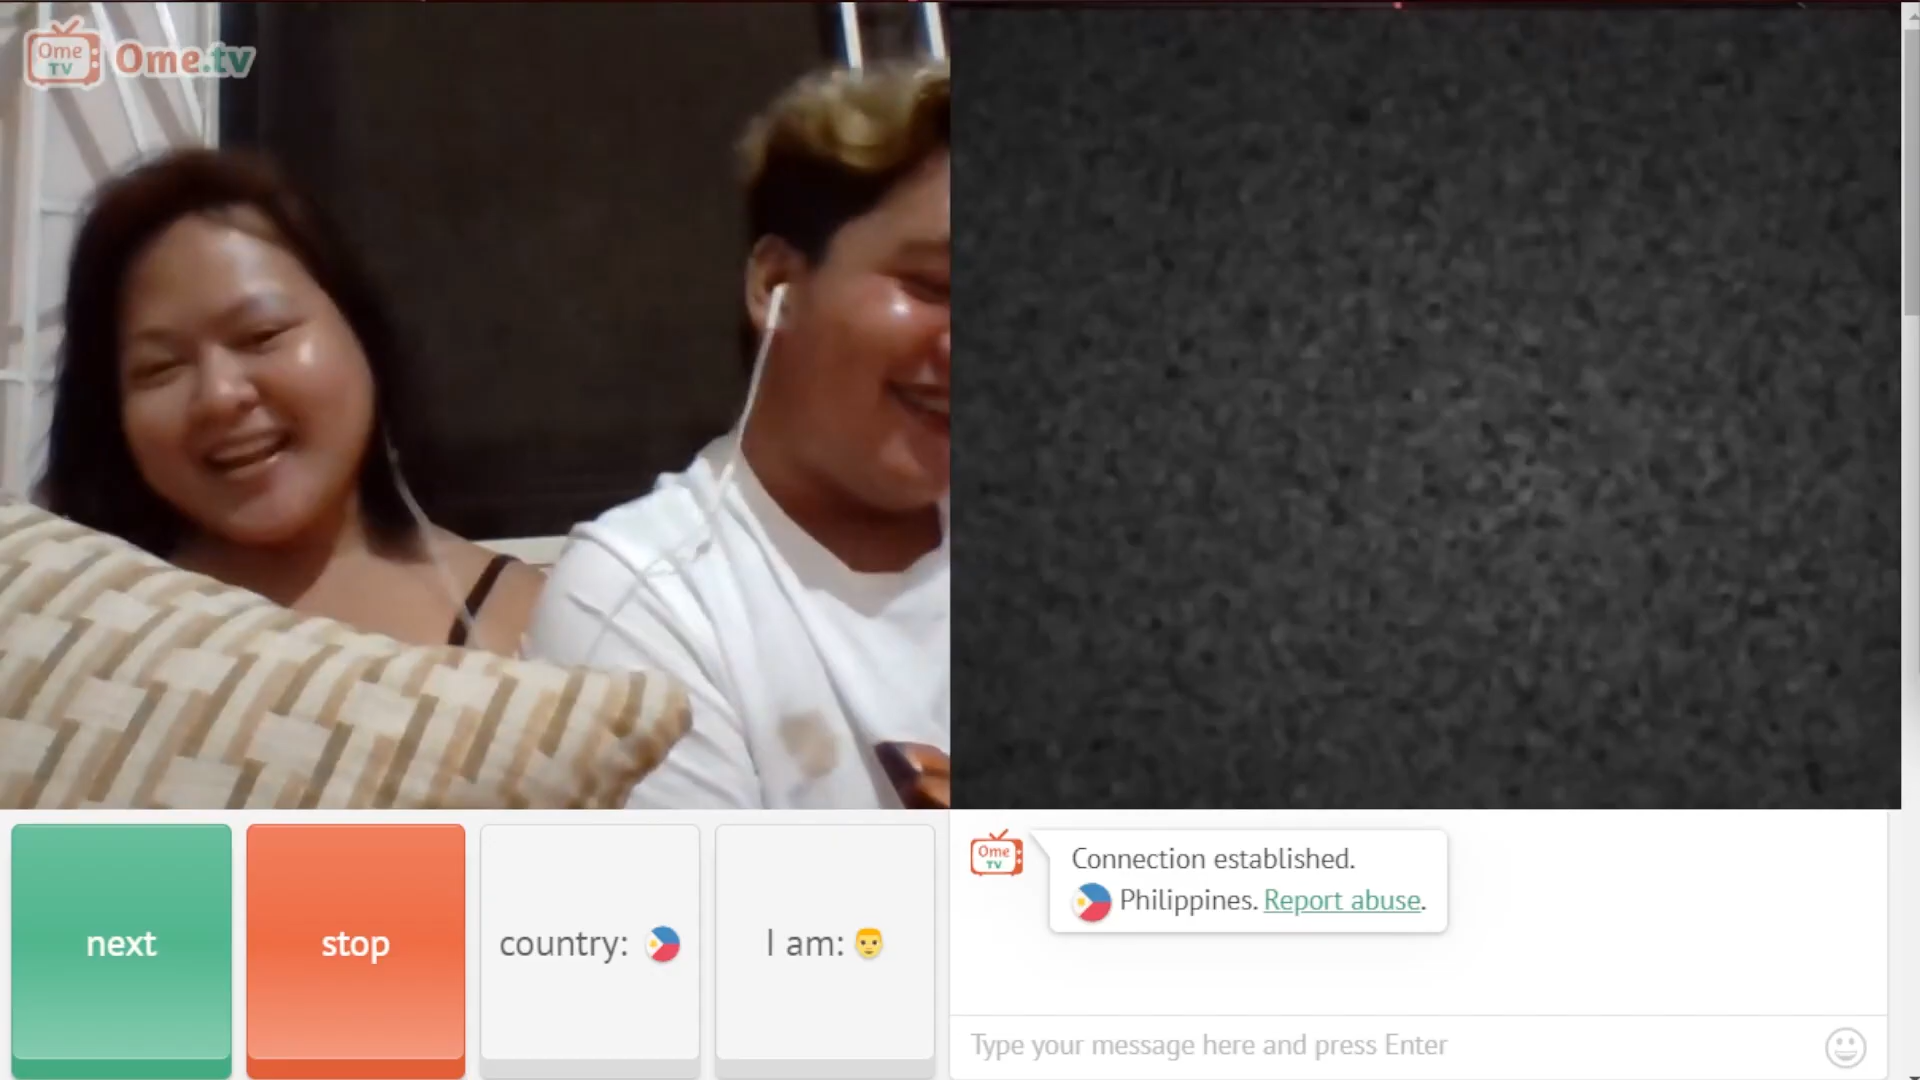 Ome TV Ome.tv
next
stop
country:
I am:
Ome TV
Connection established.
Philippines. Report abuse.
Type your message here and press Enter